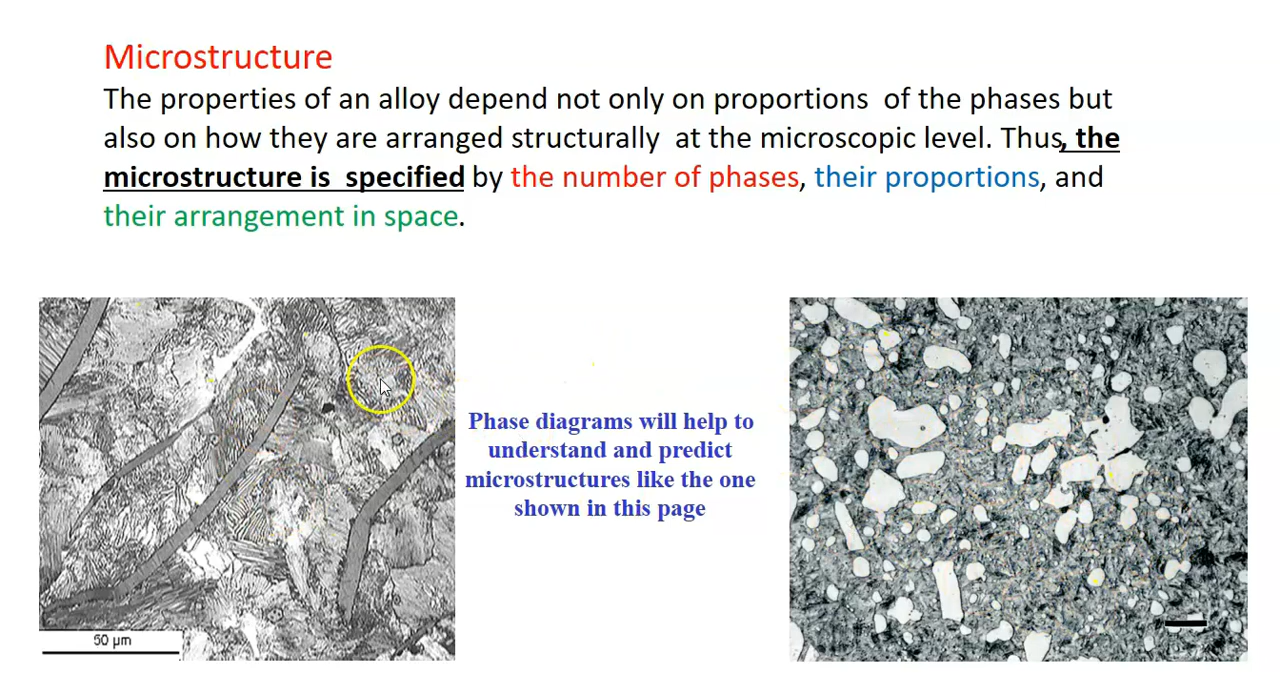 Microstructure
The properties of an alloy depend not only on proportions of the phases but
also on how they are arranged structurally at the microscopic level. Thus, the
microstructure is specified by the number of phases, their proportions, and
their arrangement in space.
Phase diagrams will help to
understand and predict
microstructures like the one
shown in this page
50 μm